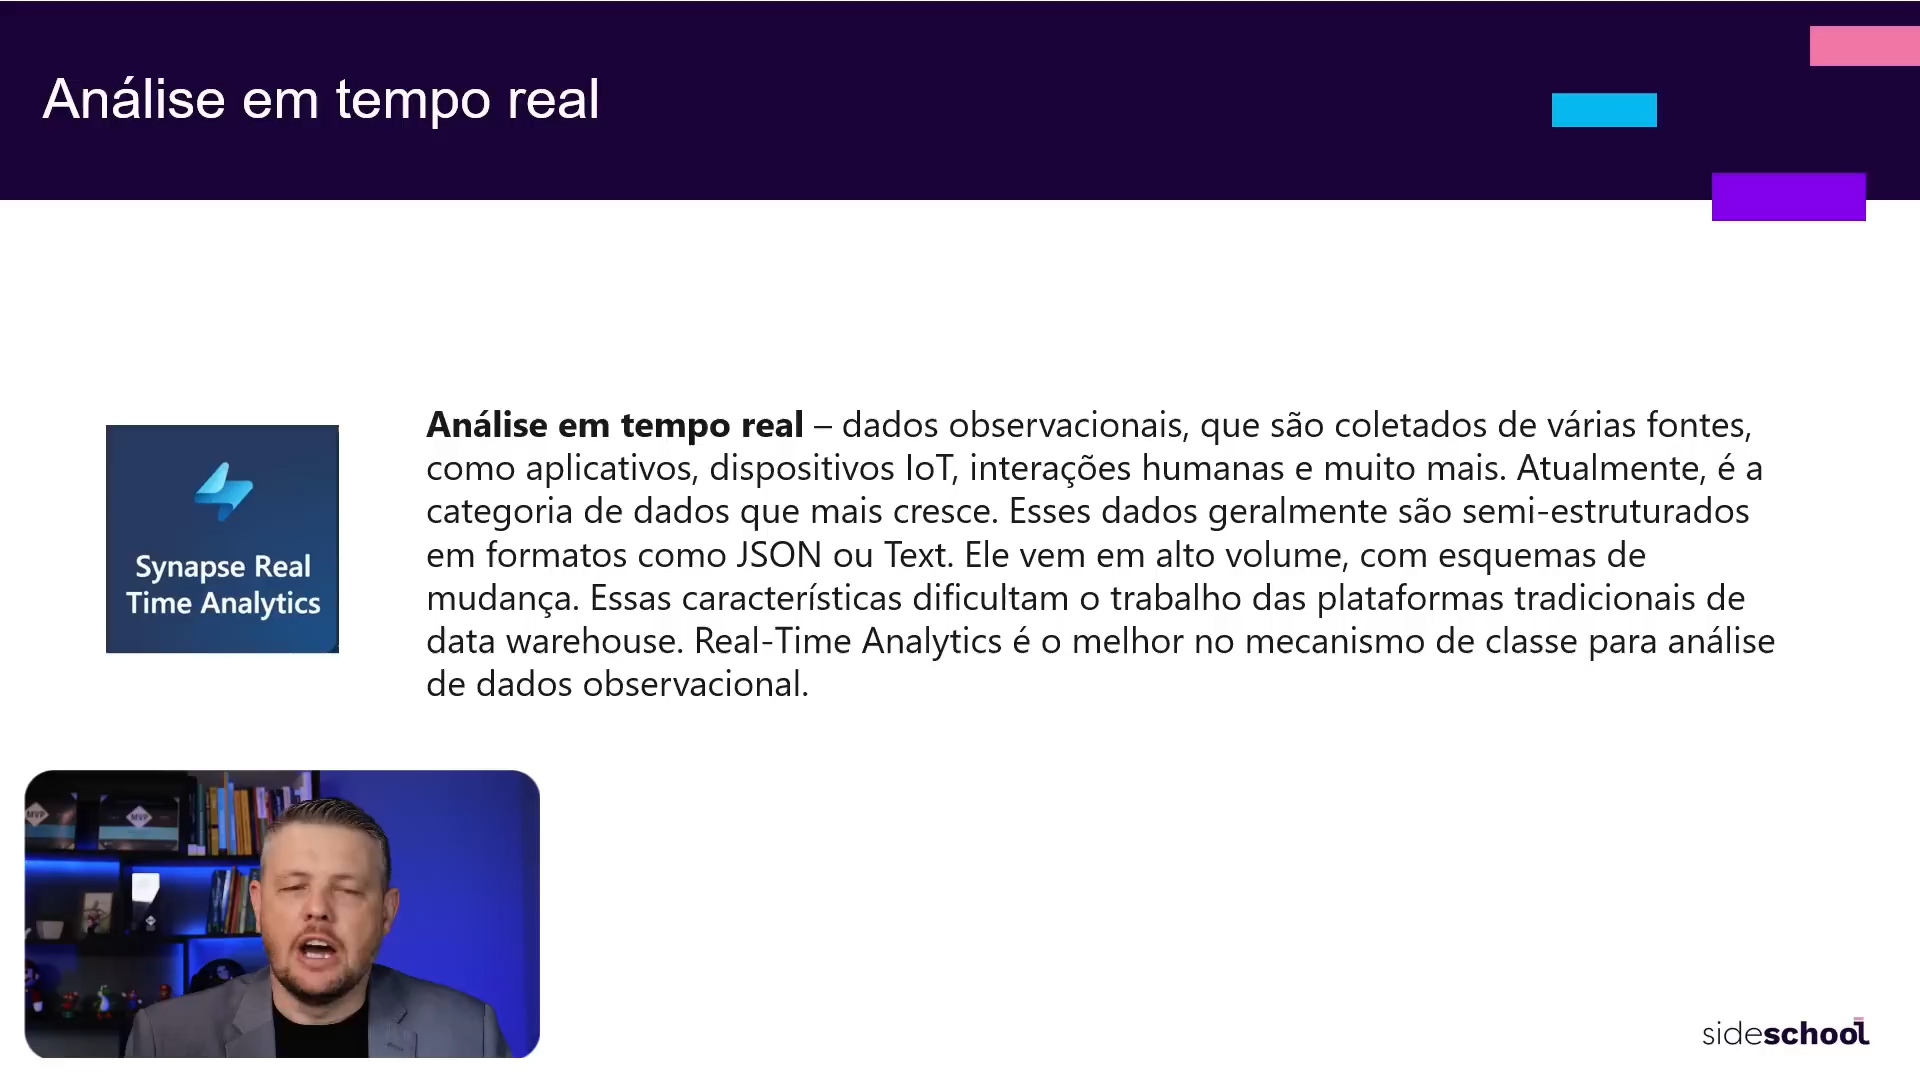 Análise em tempo real
Análise em tempo real – dados observacionais, que são coletados de várias fontes,
como aplicativos, dispositivos IoT, interações humanas e muito mais. Atualmente, é a
categoria de dados que mais cresce. Esses dados geralmente são semi-estruturados
em formatos como JSON ou Text. Ele vem em alto volume, com esquemas de
mudança. Essas características dificultam o trabalho das plataformas tradicionais de
data warehouse. Real-Time Analytics é o melhor no mecanismo de classe para análise
de dados observacional.
Synapse Real
Time Analytics
MVP
MVP
sideschool